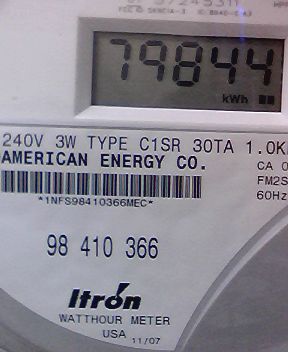 79844
kWh
240V 3W TYPE C1SR 30TA 1.0K
AMERICAN ENERGY CO.
CA 0
FM2S
60Hz
*1NFS98410366MEC*
98 410 366
Itrón
WATTHOUR METER
USA 11/07